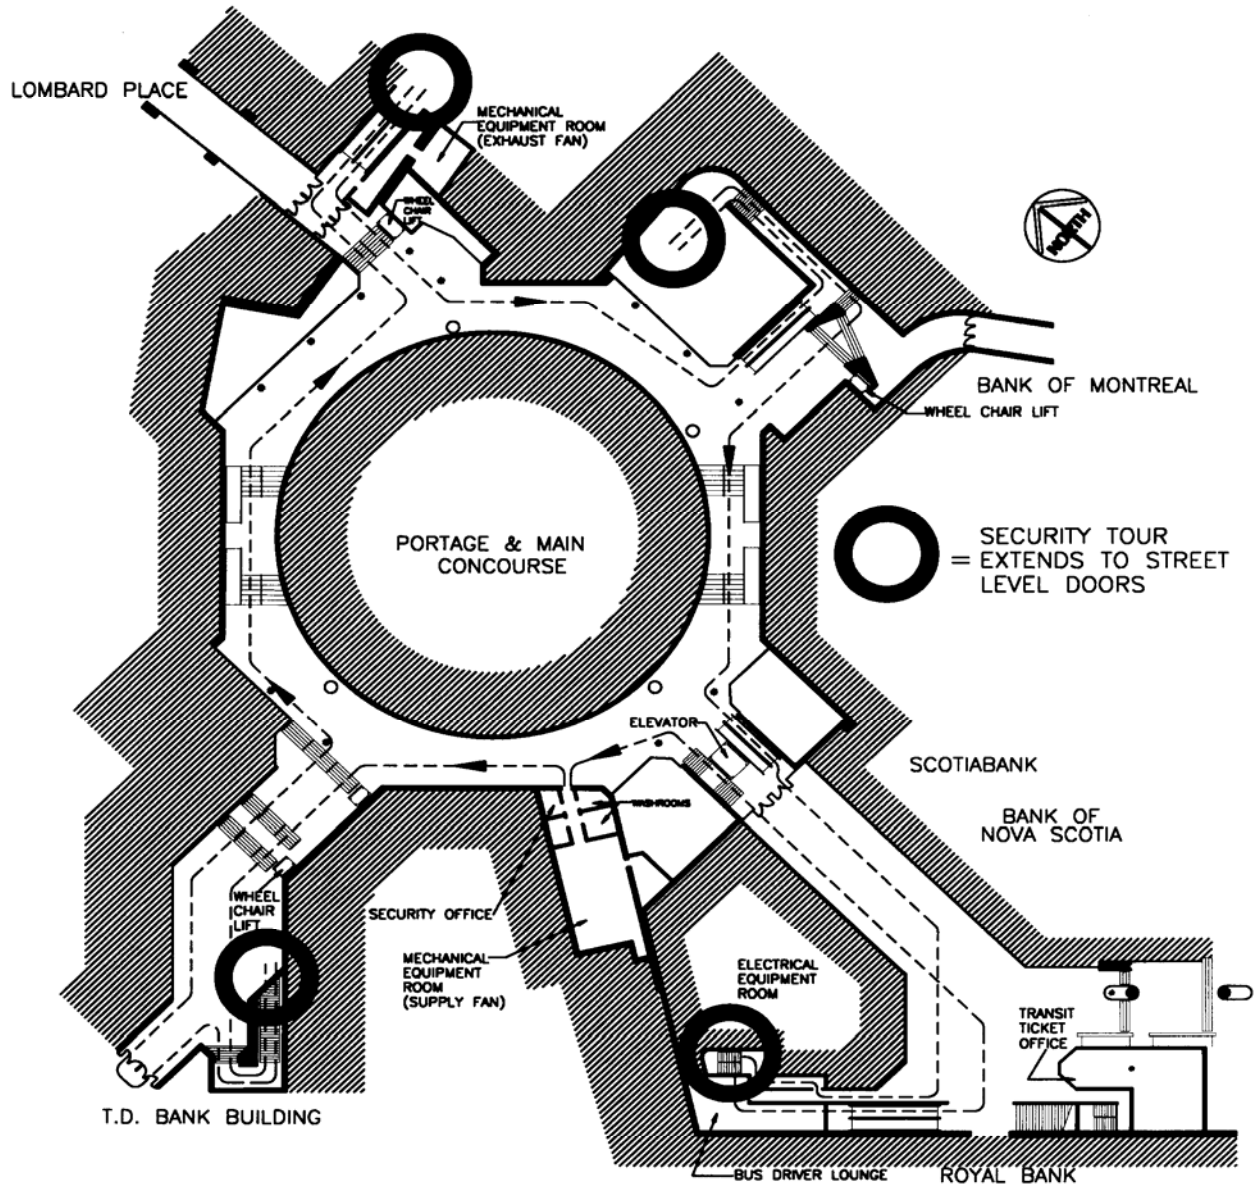 LOMBARD PLACE
MECHANICAL
EQUIPMENT ROOM
(EXHAUST FAN)
WHEEL
CHAIR
LIFT
NORTH
BANK OF MONTREAL
WHEEL CHAIR LIFT
PORTAGE & MAIN
CONCOURSE
SECURITY TOUR
= EXTENDS TO STREET
LEVEL DOORS
ELEVATOR
SCOTIABANK
WASHROOMS
BANK OF
NOVA SCOTIA
WHEEL
CHAIR
LIFT
SECURITY OFFICE
MECHANICAL
EQUIPMENT
ROOM
(SUPPLY FAN)
ELECTRICAL
EQUIPMENT
ROOM
TRANSIT
TICKET
OFFICE
T.D. BANK BUILDING
BUS DRIVER LOUNGE
ROYAL BANK